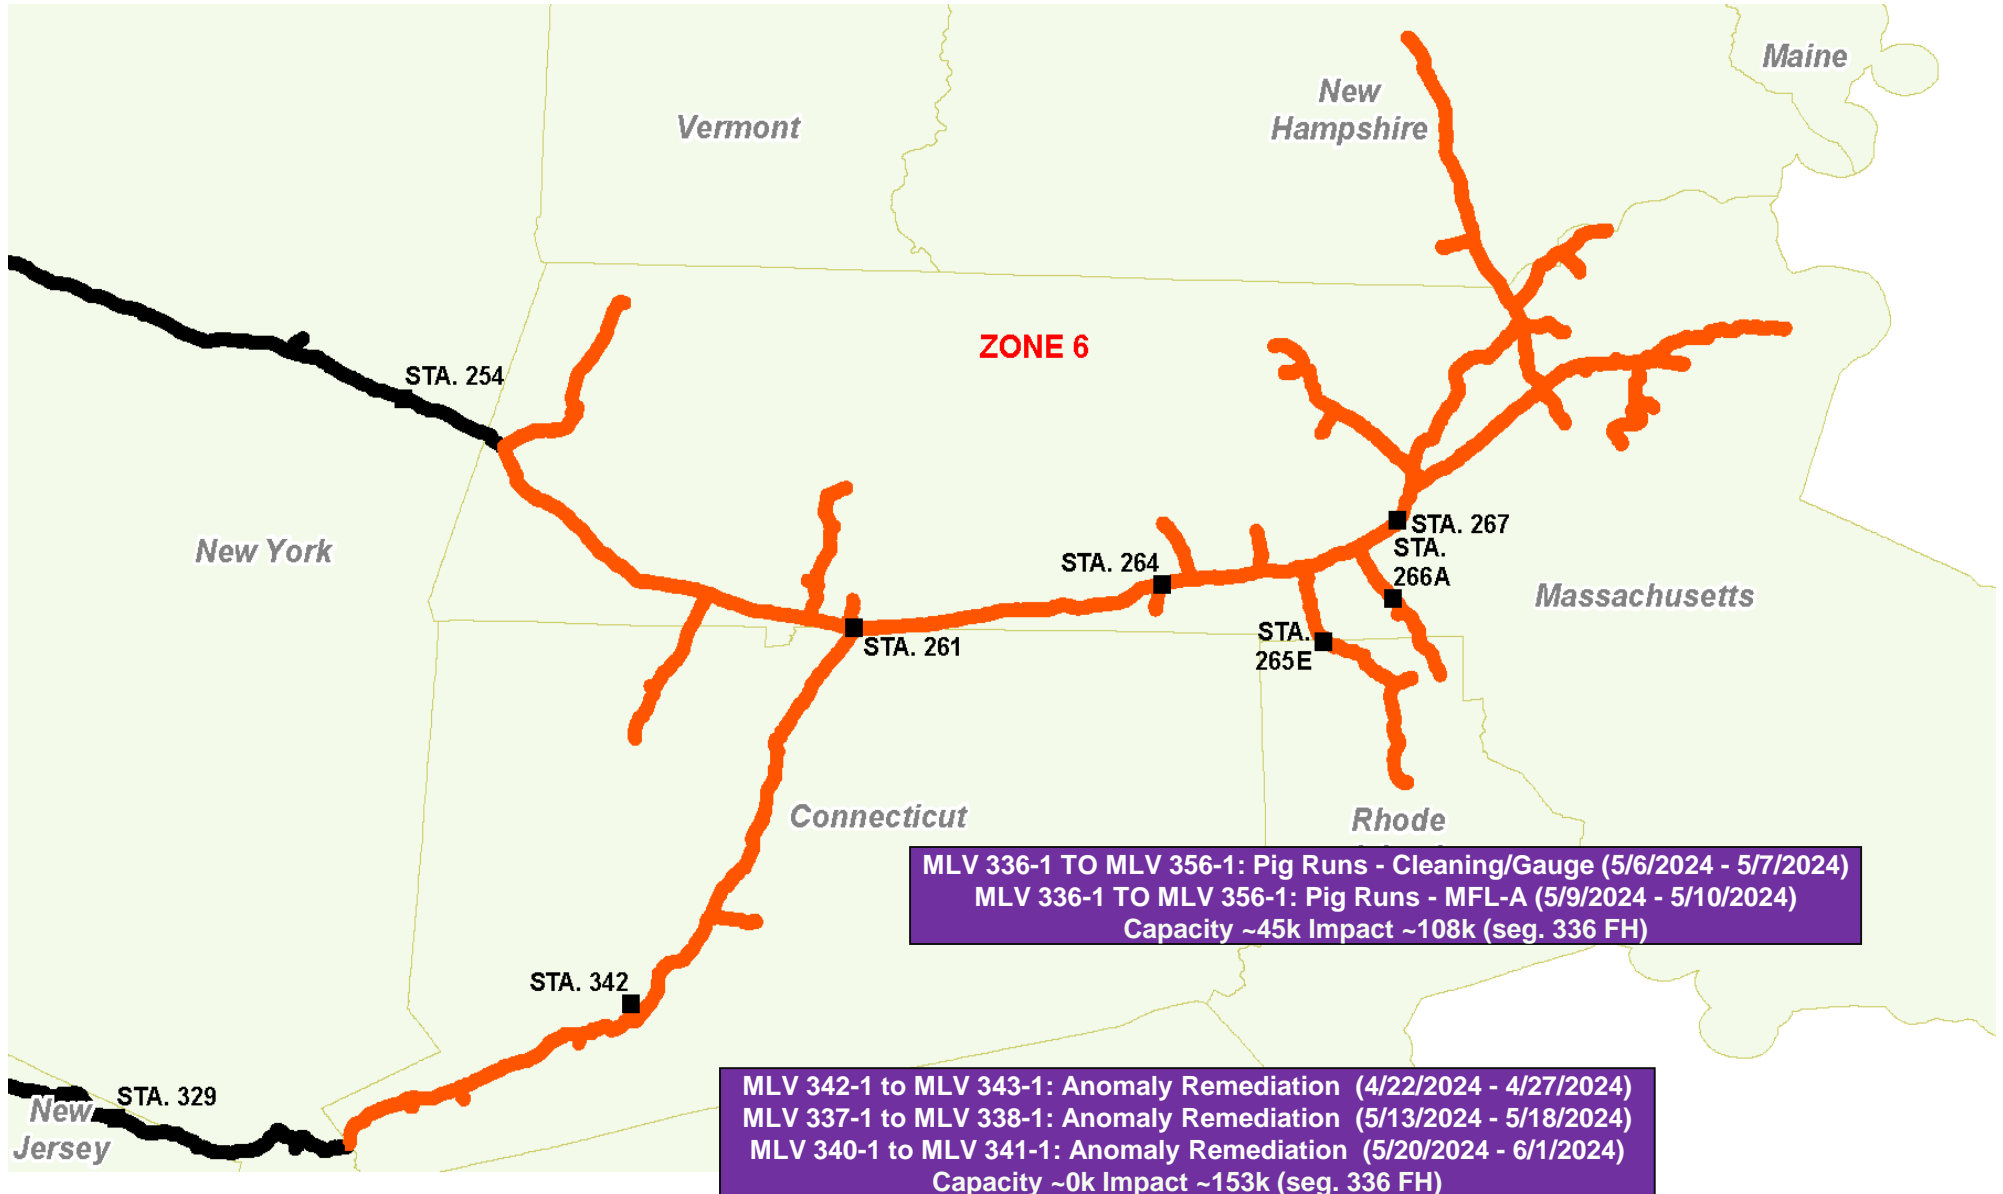 Maine
New
Hampshire
Vermont
ZONE 6
STA. 254
STA. 267
New York
STA.
266A
STA. 264
Massachusetts
STA.
265E
STA. 261
Connecticut
Rhode
MLV 336-1 TO MLV 356-1: Pig Runs - Cleaning/Gauge (5/6/2024 - 5/7/2024)
MLV 336-1 TO MLV 356-1: Pig Runs - MFL-A (5/9/2024 - 5/10/2024)
Capacity ~45k Impact ~108k (seg. 336 FH)
STA. 342
MLV 342-1 to MLV 343-1: Anomaly Remediation (4/22/2024 - 4/27/2024)
MLV 337-1 to MLV 338-1: Anomaly Remediation (5/13/2024 - 5/18/2024)
MLV 340-1 to MLV 341-1: Anomaly Remediation (5/20/2024 - 6/1/2024)
Capacity ~0k Impact ~153k (seg. 336 FH)
STA. 329
New
Jersey